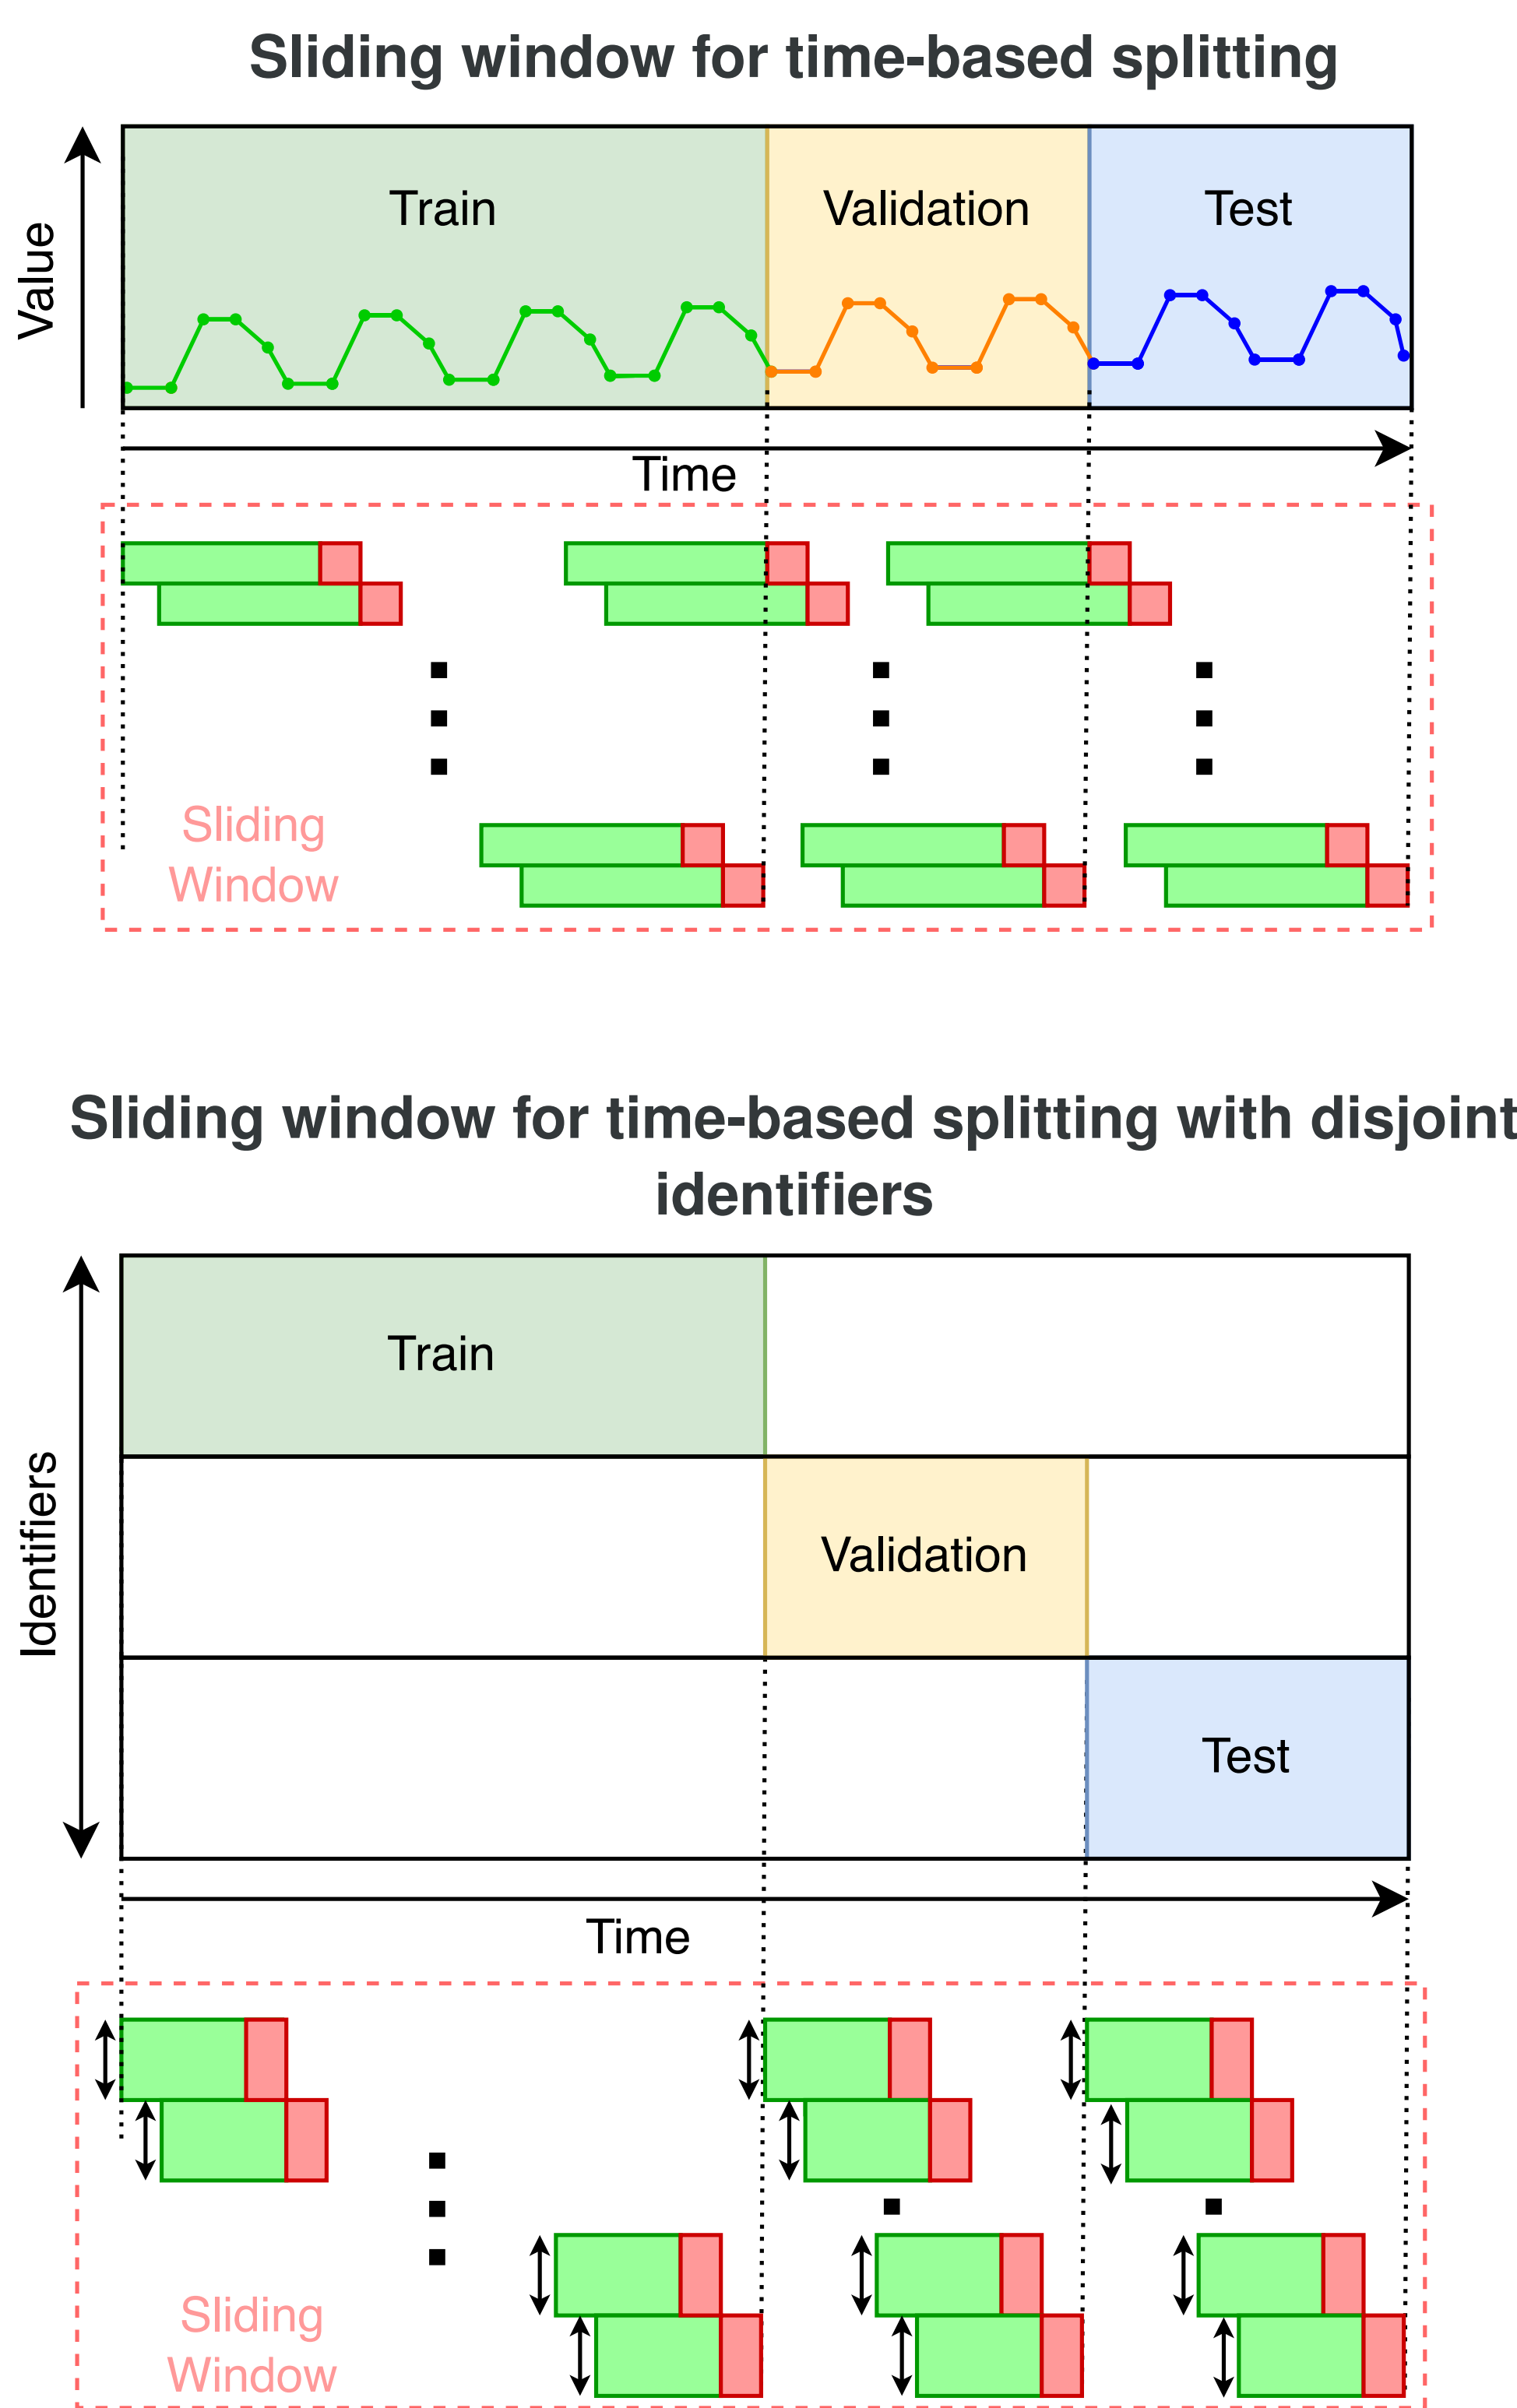 Sliding window for time-based splitting
Train
Validation
Test
Value
Time
Sliding
Window
Sliding window for time-based splitting with disjoint
identifiers
Train
Validation
Test
Identifiers
Time
Sliding
Window